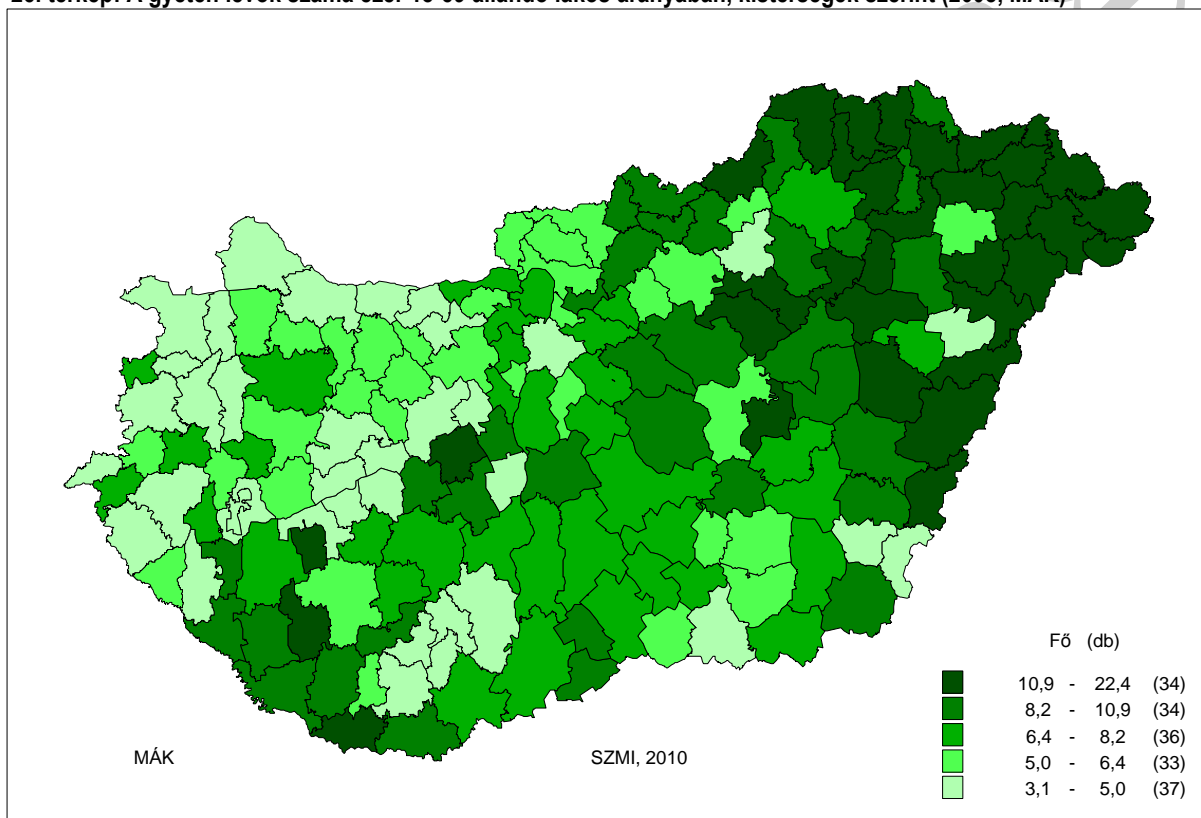 Fő (db)
10,9 - 22,4 (34)
8,2 - 10,9 (34)
6,4 - 8,2 (36)
5,0 - 6,4 (33)
3,1 - 5,0 (37)
MÁK SZMI, 2010